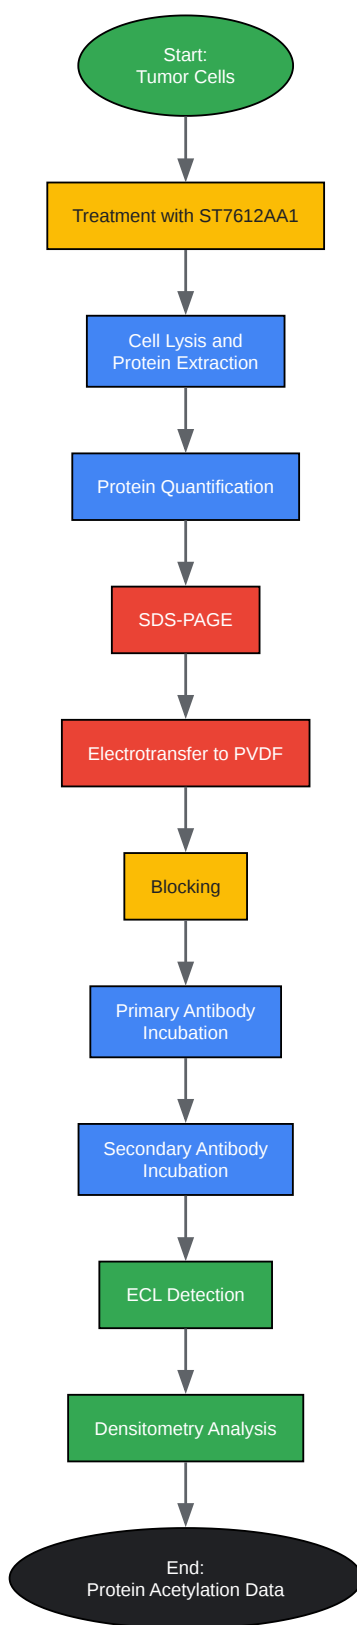 Start:
Tumor Cells
Treatment with ST7612AA1
Cell Lysis and
Protein Extraction
Protein Quantification
SDS-PAGE
Electrotransfer to PVDF
Blocking
Primary Antibody
Incubation
Secondary Antibody
Incubation
ECL Detection
Densitometry Analysis
End:
Protein Acetylation Data